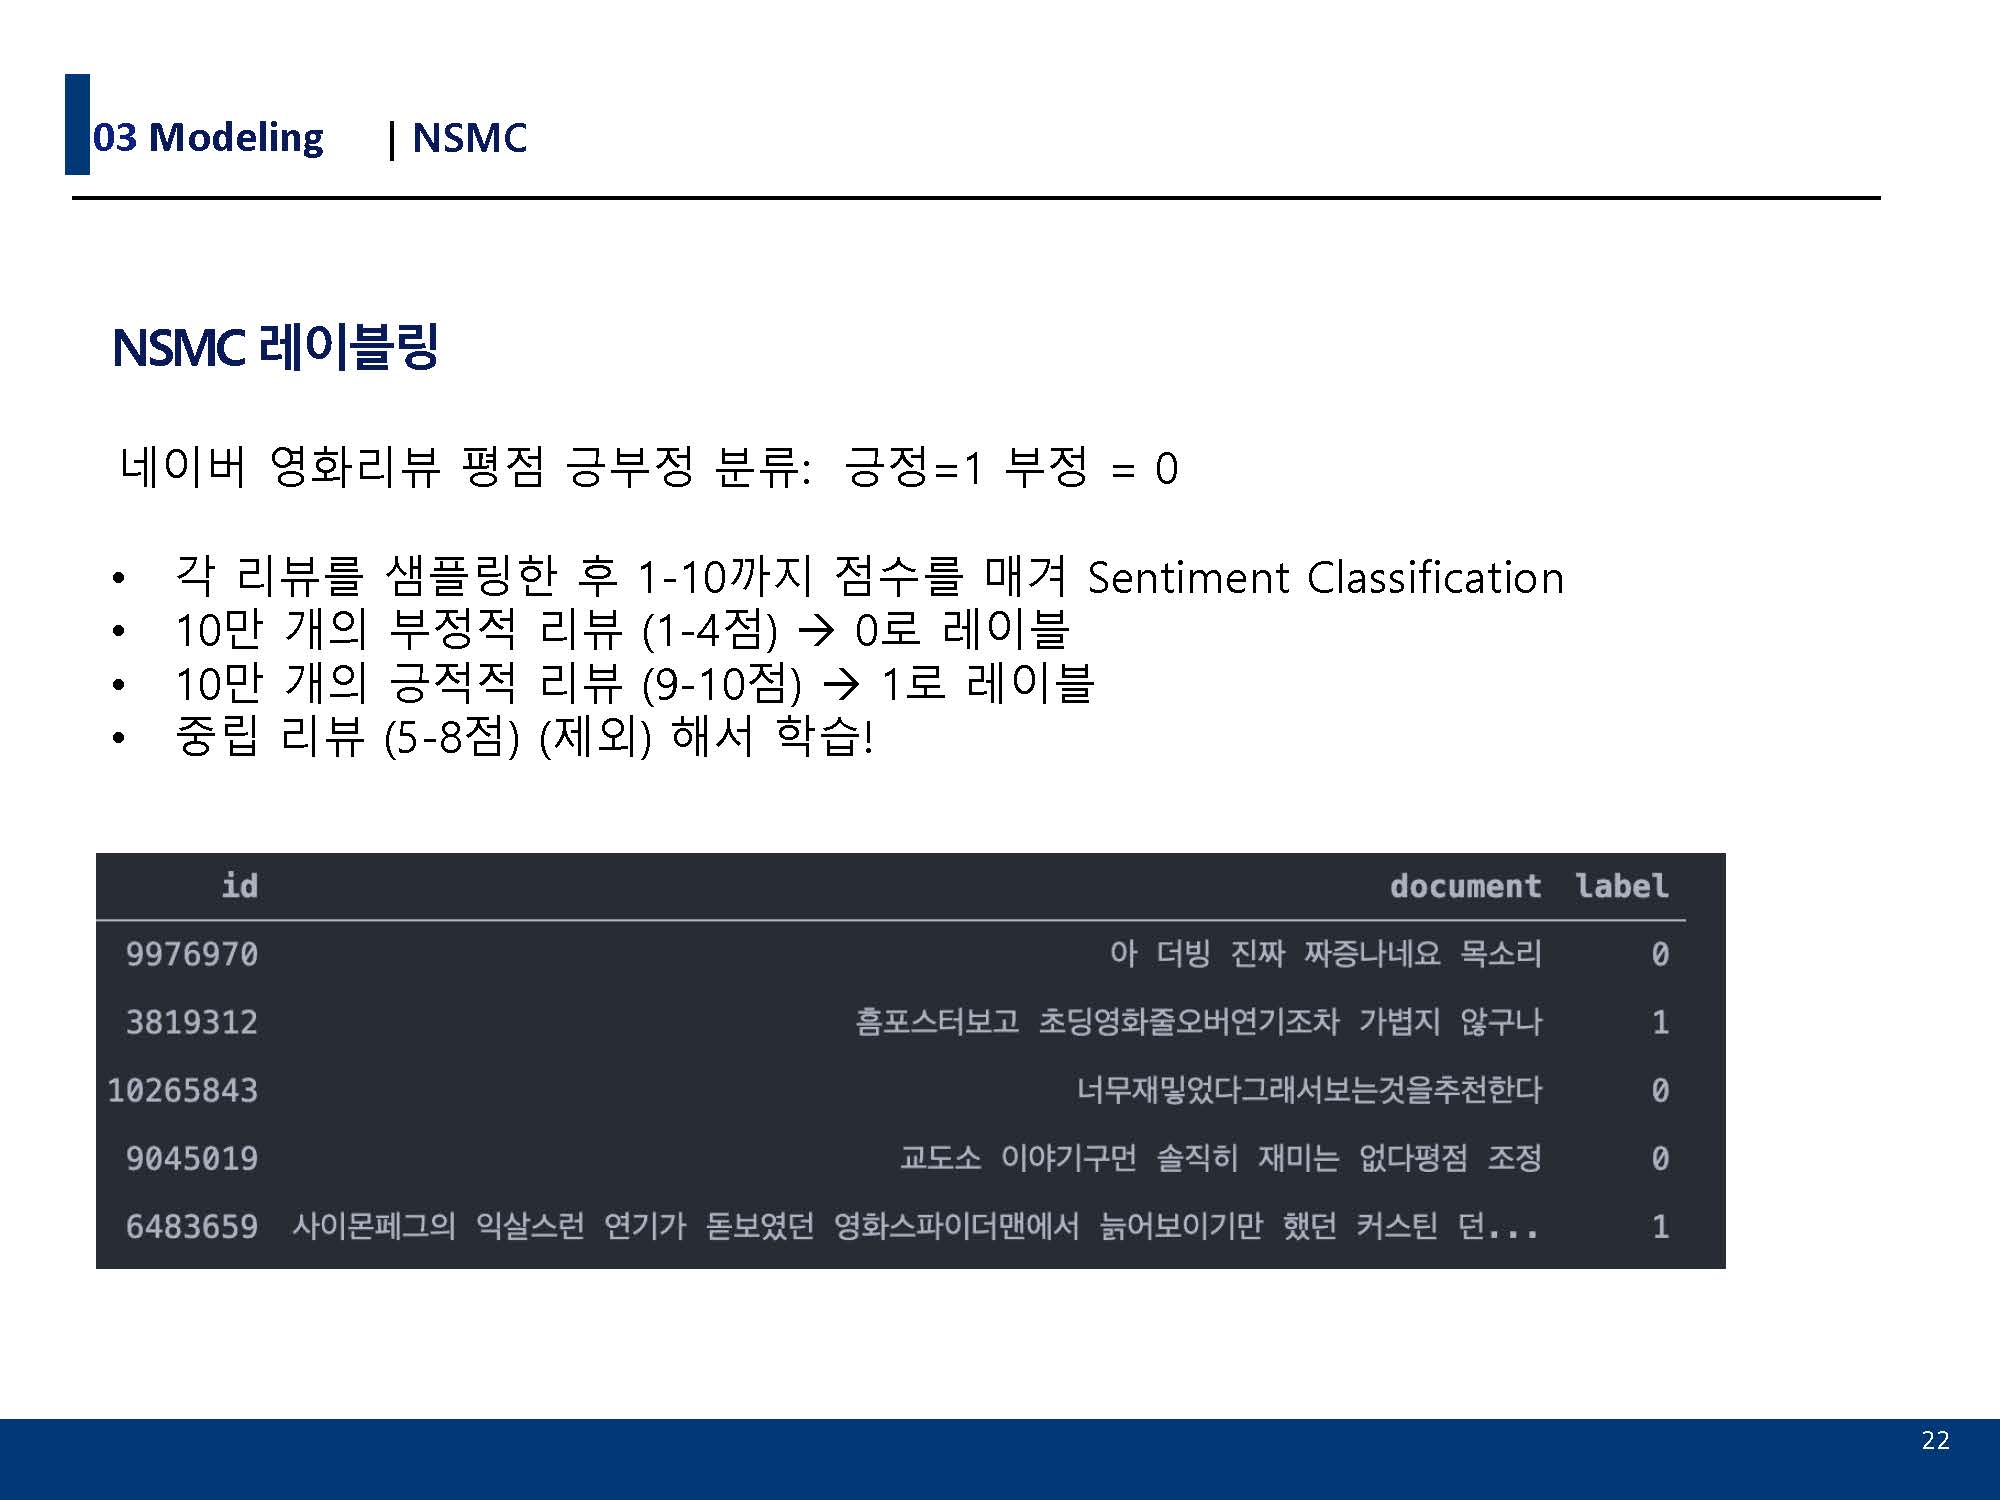 03 Modeling | NSMC
NSMC 레이블링
네이버 영화리뷰 평점 긍부정 분류: 긍정=1 부정 = 0
• 각 리뷰를 샘플링한 후 1-10까지 점수를 매겨 Sentiment Classification
• 10만 개의 부정적 리뷰 (1-4점) → 0로 레이블
• 10만 개의 긍적적 리뷰 (9-10점) → 1로 레이블
• 중립 리뷰 (5-8점) (제외) 해서 학습!
id document label
9976970 아 더빙 진짜 짜증나네요 목소리 0
3819312 흠포스터보고 초딩영화줄오버연기조차 가볍지 않구나 1
10265843 너무재밓었다그래서보는것을추천한다 0
9045019 교도소 이야기구먼 솔직히 재미는 없다평점 조정 0
6483659 사이몬페그의 익살스런 연기가 돋보였던 영화스파이더맨에서 늙어보이기만 했던 커스틴 던... 1
22